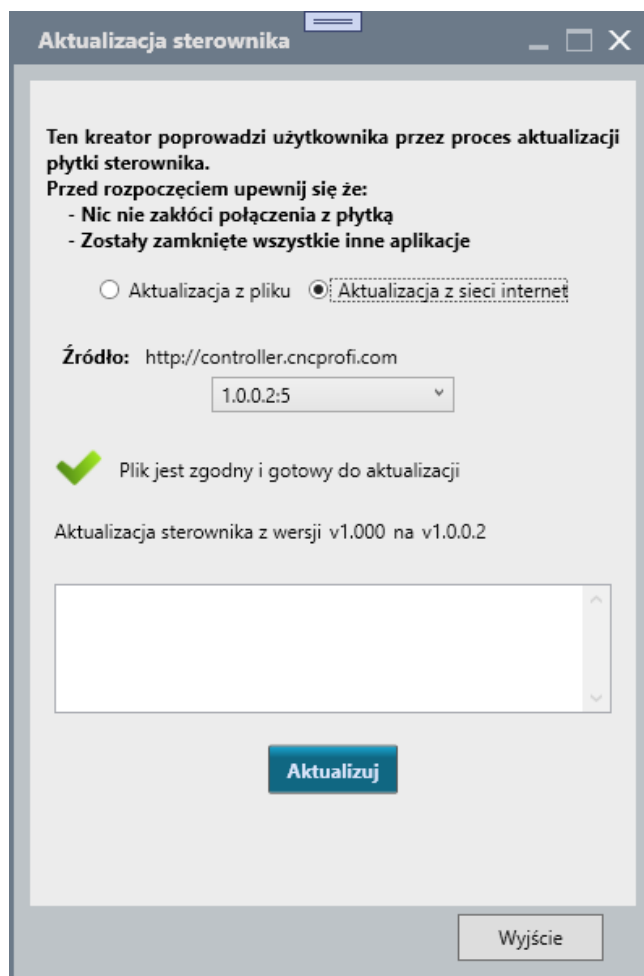 Aktualizacja sterownika
Ten kreator poprowadzi użytkownika przez proces aktualizacji
płytki sterownika.
Przed rozpoczęciem upewnij się że:
- Nic nie zakłóci połączenia z płytką
- Zostały zamknięte wszystkie inne aplikacje
Aktualizacja z pliku Aktualizacja z sieci internet
Źródło: http://controller.cncprofi.com
1.0.0.2:5
Plik jest zgodny i gotowy do aktualizacji
Aktualizacja sterownika z wersji v1.000 na v1.0.0.2
Aktualizuj
Wyjście